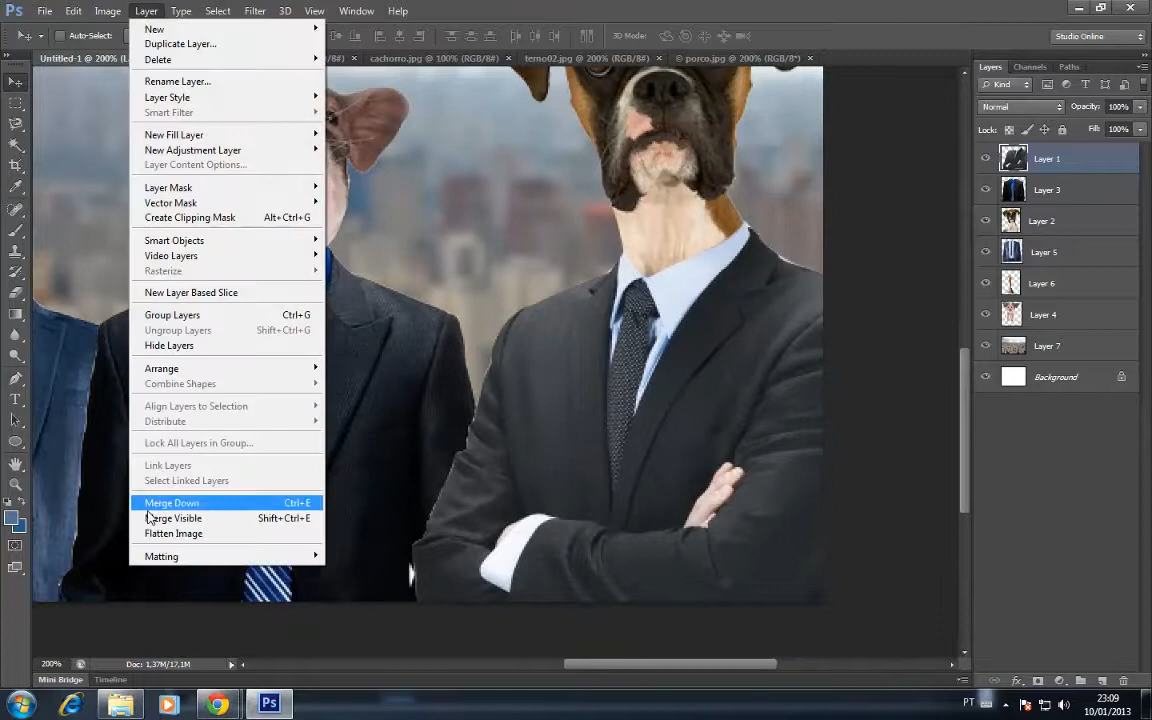 Ps File Edit Image Layer Type Select Filter 3D View Window Help
Auto-Select: 3D Mode: Studio Online
Untitled-1 @ 200% (L /8#) × cachorro.jpg @ 100% (RGB/8#) × terno02.jpg @ 200% (RGB/8#) × © porco.jpg @ 200% (RGB/8*) ×
New
Duplicate Layer...
Delete
Rename Layer...
Layer Style
Smart Filter
New Fill Layer
New Adjustment Layer
Layer Content Options...
Layer Mask
Vector Mask
Create Clipping Mask Alt+Ctrl+G
Smart Objects
Video Layers
Rasterize
New Layer Based Slice
Group Layers Ctrl+G
Ungroup Layers Shift+Ctrl+G
Hide Layers
Arrange
Combine Shapes
Align Layers to Selection
Distribute
Lock All Layers in Group...
Link Layers
Select Linked Layers
Merge Down Ctrl+E
Merge Visible Shift+Ctrl+E
Flatten Image
Matting
Layers Channels Paths
Kind
Normal Opacity: 100%
Lock: Fill: 100%
Layer 1
Layer 3
Layer 2
Layer 5
Layer 6
Layer 4
Layer 7
Background
200% Doc: 1,37M/17,1M
Mini Bridge Timeline
Ps PT 23:09
10/01/2013